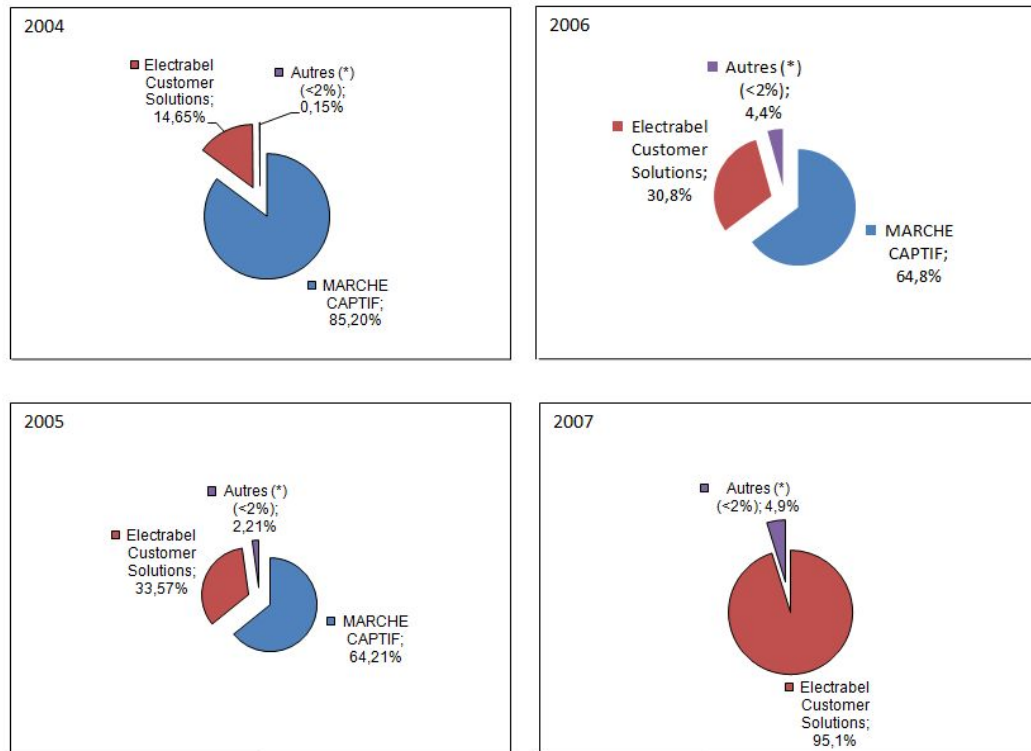 2004
Electrabel
Customer
Solutions;
14,65%
Autres (*)
(<2%);
0,15%
MARCHE
CAPTIF;
85,20%
2006
Autres (*)
(<2%);
4,4%
Electrabel
Customer
Solutions;
30,8%
MARCHE
CAPTIF;
64,8%
2005
Autres (*)
(<2%);
2,21%
Electrabel
Customer
Solutions;
33,57%
MARCHE
CAPTIF;
64,21%
2007
Autres (*)
(<2%); 4,9%
Electrabel
Customer
Solutions;
95,1%